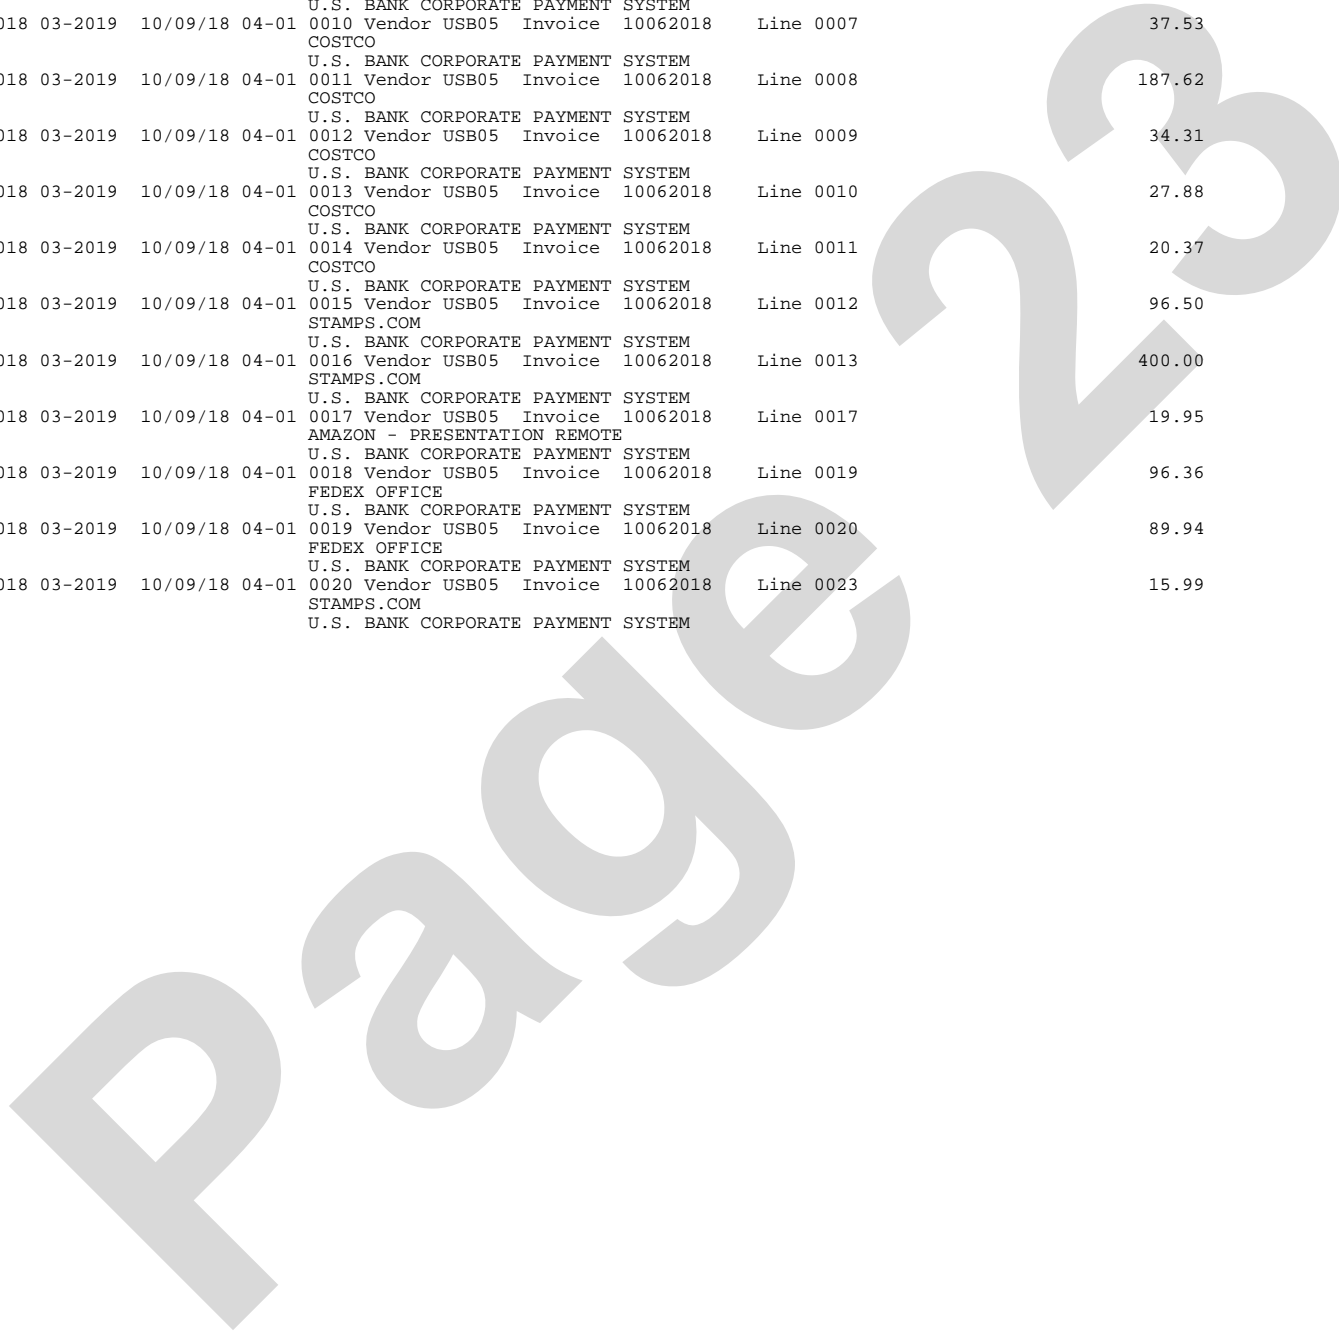 U.S. BANK CORPORATE PAYMENT SYSTEM
018 03-2019 10/09/18 04-01 0010 Vendor USB05 Invoice 10062018 Line 0007 37.53
COSTCO
U.S. BANK CORPORATE PAYMENT SYSTEM
018 03-2019 10/09/18 04-01 0011 Vendor USB05 Invoice 10062018 Line 0008 187.62
COSTCO
U.S. BANK CORPORATE PAYMENT SYSTEM
018 03-2019 10/09/18 04-01 0012 Vendor USB05 Invoice 10062018 Line 0009 34.31
COSTCO
U.S. BANK CORPORATE PAYMENT SYSTEM
018 03-2019 10/09/18 04-01 0013 Vendor USB05 Invoice 10062018 Line 0010 27.88
COSTCO
U.S. BANK CORPORATE PAYMENT SYSTEM
018 03-2019 10/09/18 04-01 0014 Vendor USB05 Invoice 10062018 Line 0011 20.37
COSTCO
U.S. BANK CORPORATE PAYMENT SYSTEM
018 03-2019 10/09/18 04-01 0015 Vendor USB05 Invoice 10062018 Line 0012 96.50
STAMPS.COM
U.S. BANK CORPORATE PAYMENT SYSTEM
018 03-2019 10/09/18 04-01 0016 Vendor USB05 Invoice 10062018 Line 0013 400.00
STAMPS.COM
U.S. BANK CORPORATE PAYMENT SYSTEM
018 03-2019 10/09/18 04-01 0017 Vendor USB05 Invoice 10062018 Line 0017 19.95
AMAZON - PRESENTATION REMOTE
U.S. BANK CORPORATE PAYMENT SYSTEM
018 03-2019 10/09/18 04-01 0018 Vendor USB05 Invoice 10062018 Line 0019 96.36
FEDEX OFFICE
U.S. BANK CORPORATE PAYMENT SYSTEM
018 03-2019 10/09/18 04-01 0019 Vendor USB05 Invoice 10062018 Line 0020 89.94
FEDEX OFFICE
U.S. BANK CORPORATE PAYMENT SYSTEM
018 03-2019 10/09/18 04-01 0020 Vendor USB05 Invoice 10062018 Line 0023 15.99
STAMPS.COM
U.S. BANK CORPORATE PAYMENT SYSTEM
Page 23